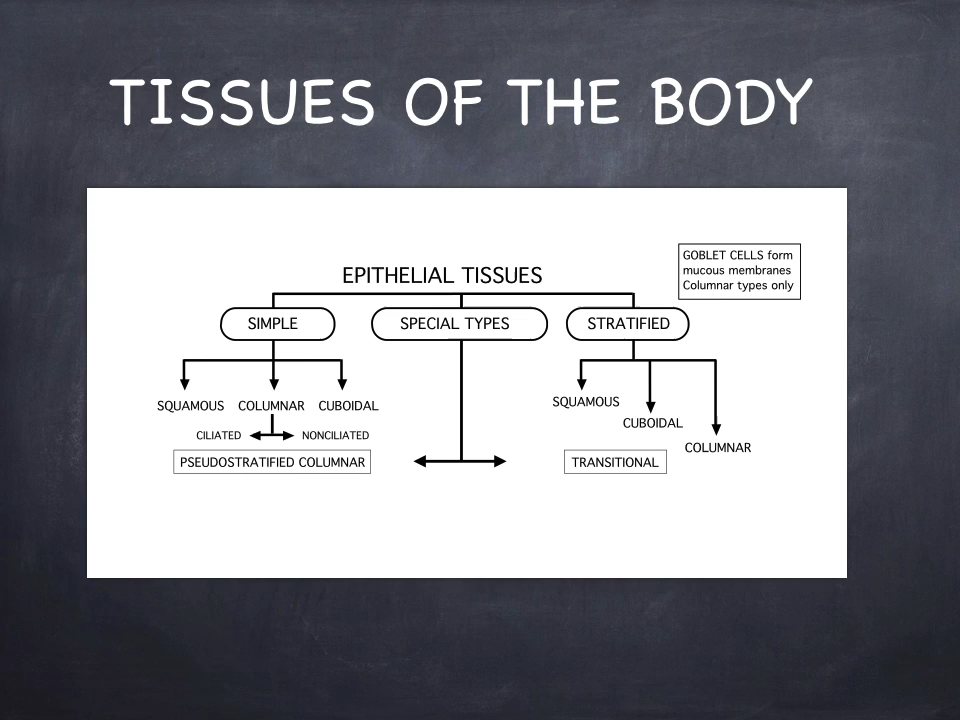 TISSUES OF THE BODY
GOBLET CELLS form
mucous membranes
Columnar types only
EPITHELIAL TISSUES
SIMPLE
SPECIAL TYPES
STRATIFIED
SQUAMOUS
COLUMNAR
CUBOIDAL
CILIATED
NONCILIATED
PSEUDOSTRATIFIED COLUMNAR
SQUAMOUS
CUBOIDAL
COLUMNAR
TRANSITIONAL